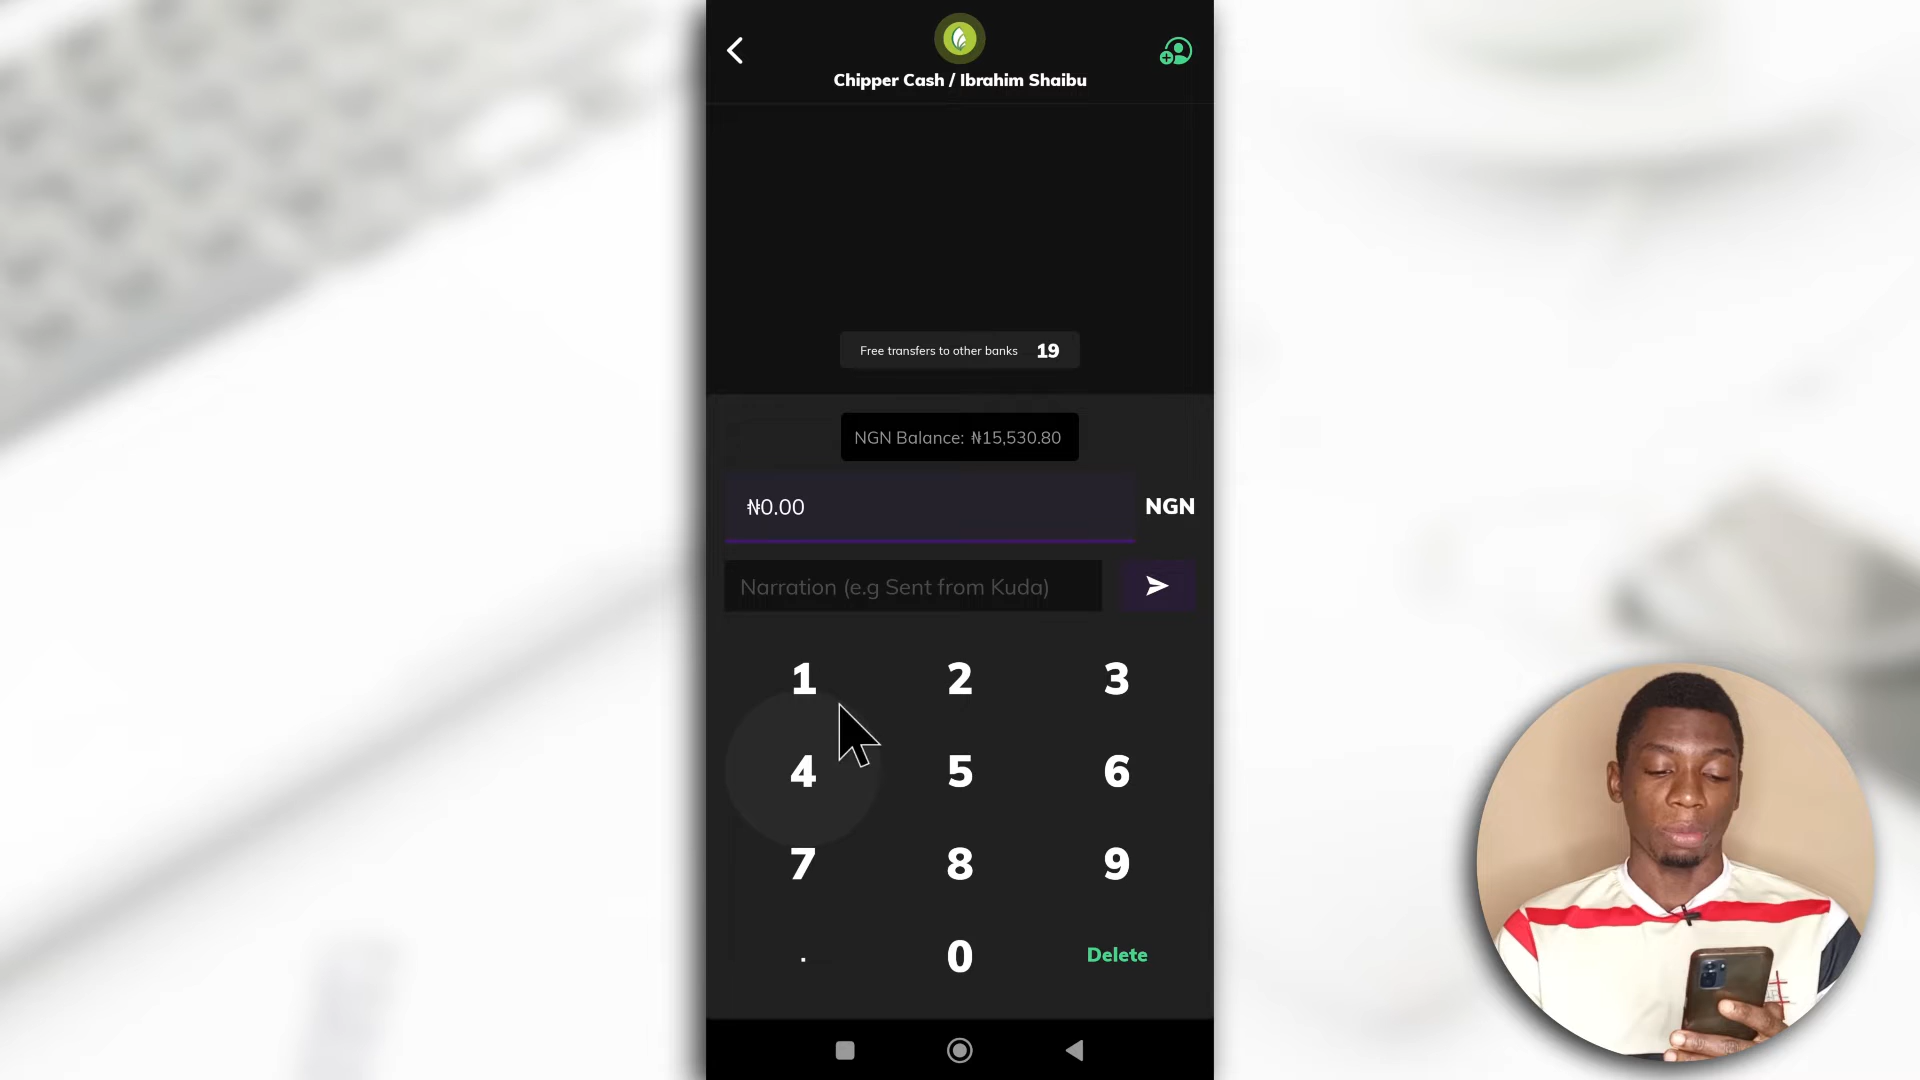 Chipper Cash / Ibrahim Shaibu
Free transfers to other banks 19
NGN Balance: ₦15,530.80
₦0.00 NGN
Narration (e.g Sent from Kuda)
1 2 3
4 5 6
7 8 9
. 0 Delete